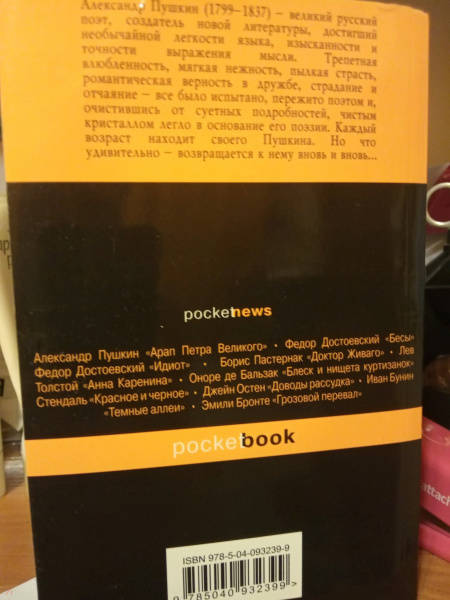 Александр Пушкин (1799–1837) – великий русский
поэт, создатель новой литературы, достигший
необычайной легкости языка, изысканности и
точности выражения мысли. Трепетная
влюбленность, мягкая нежность, пылкая страсть,
романтическая верность в дружбе, страдание и
отчаяние – все было испытано, пережито поэтом и,
очистившись от суетных подробностей, чистым
кристаллом легло в основание его поэзии. Каждый
возраст находит своего Пушкина. Но что
удивительно – возвращается к нему вновь и вновь...
pocketnews
Александр Пушкин «Арап Петра Великого» • Федор Достоевский «Бесы»
Федор Достоевский «Идиот» • Борис Пастернак «Доктор Живаго» • Лев
Толстой «Анна Каренина» • Оноре де Бальзак «Блеск и нищета куртизанок»
Стендаль «Красное и черное» • Джейн Остен «Доводы рассудка» • Иван Бунин
«Темные аллеи» • Эмили Бронте «Грозовой перевал»
pocketbook
ISBN 978-5-04-093239-9
9 785040 932399 >
attach